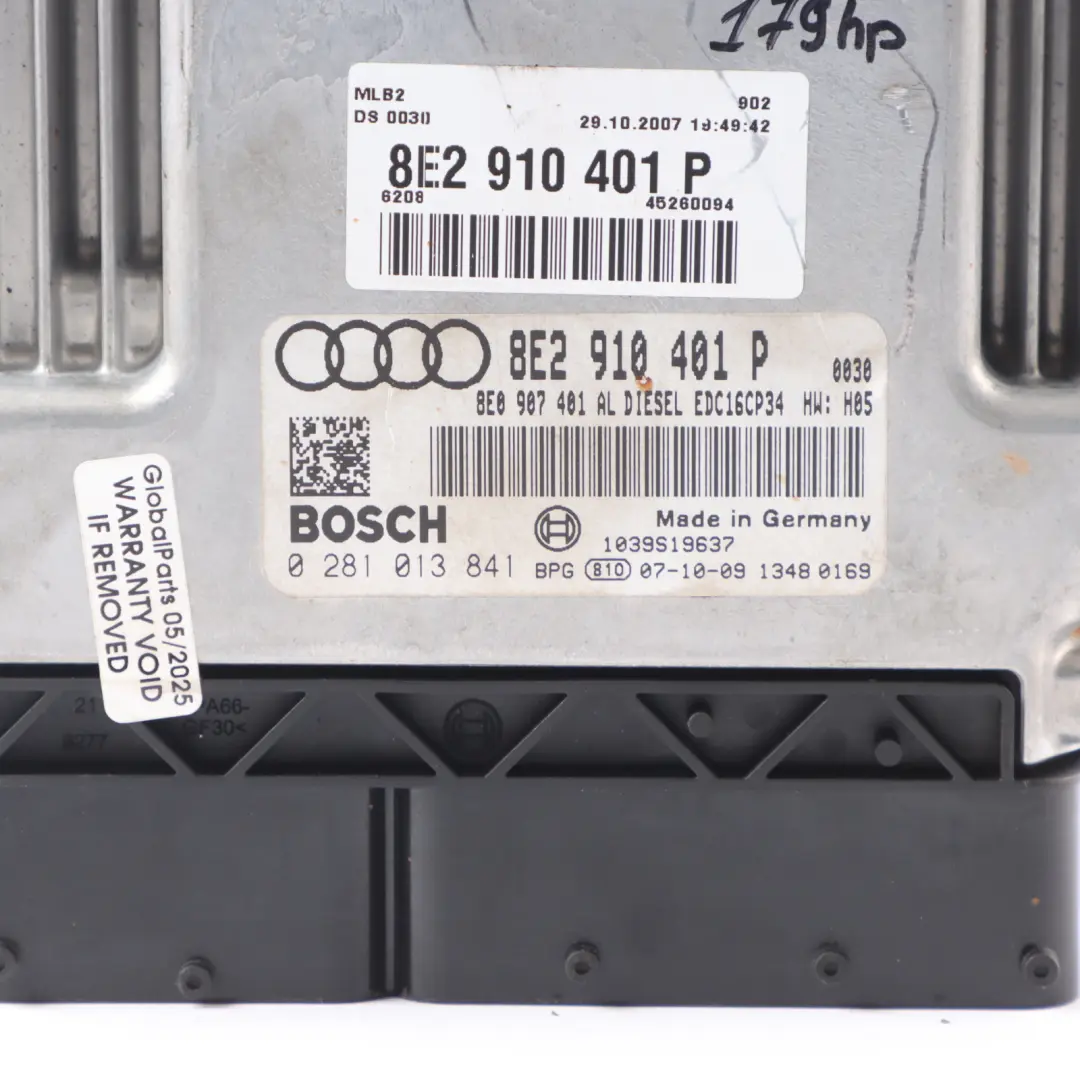 179hp
MLB2
902
DS 0030
29.10.2007 19:49:42
8E2 910 401 P
6208
45260094
8E2 910 401 P
0030
8E0 907 401 AL DIESEL EDC16CP34 HW: H05
BOSCH
Made in Germany
1039S19637
0 281 013 841
BPG 810 07-10-09 1348 0169
GlobalParts 05/2025
WARRANTY VOID
IF REMOVED
A66-
GF30<